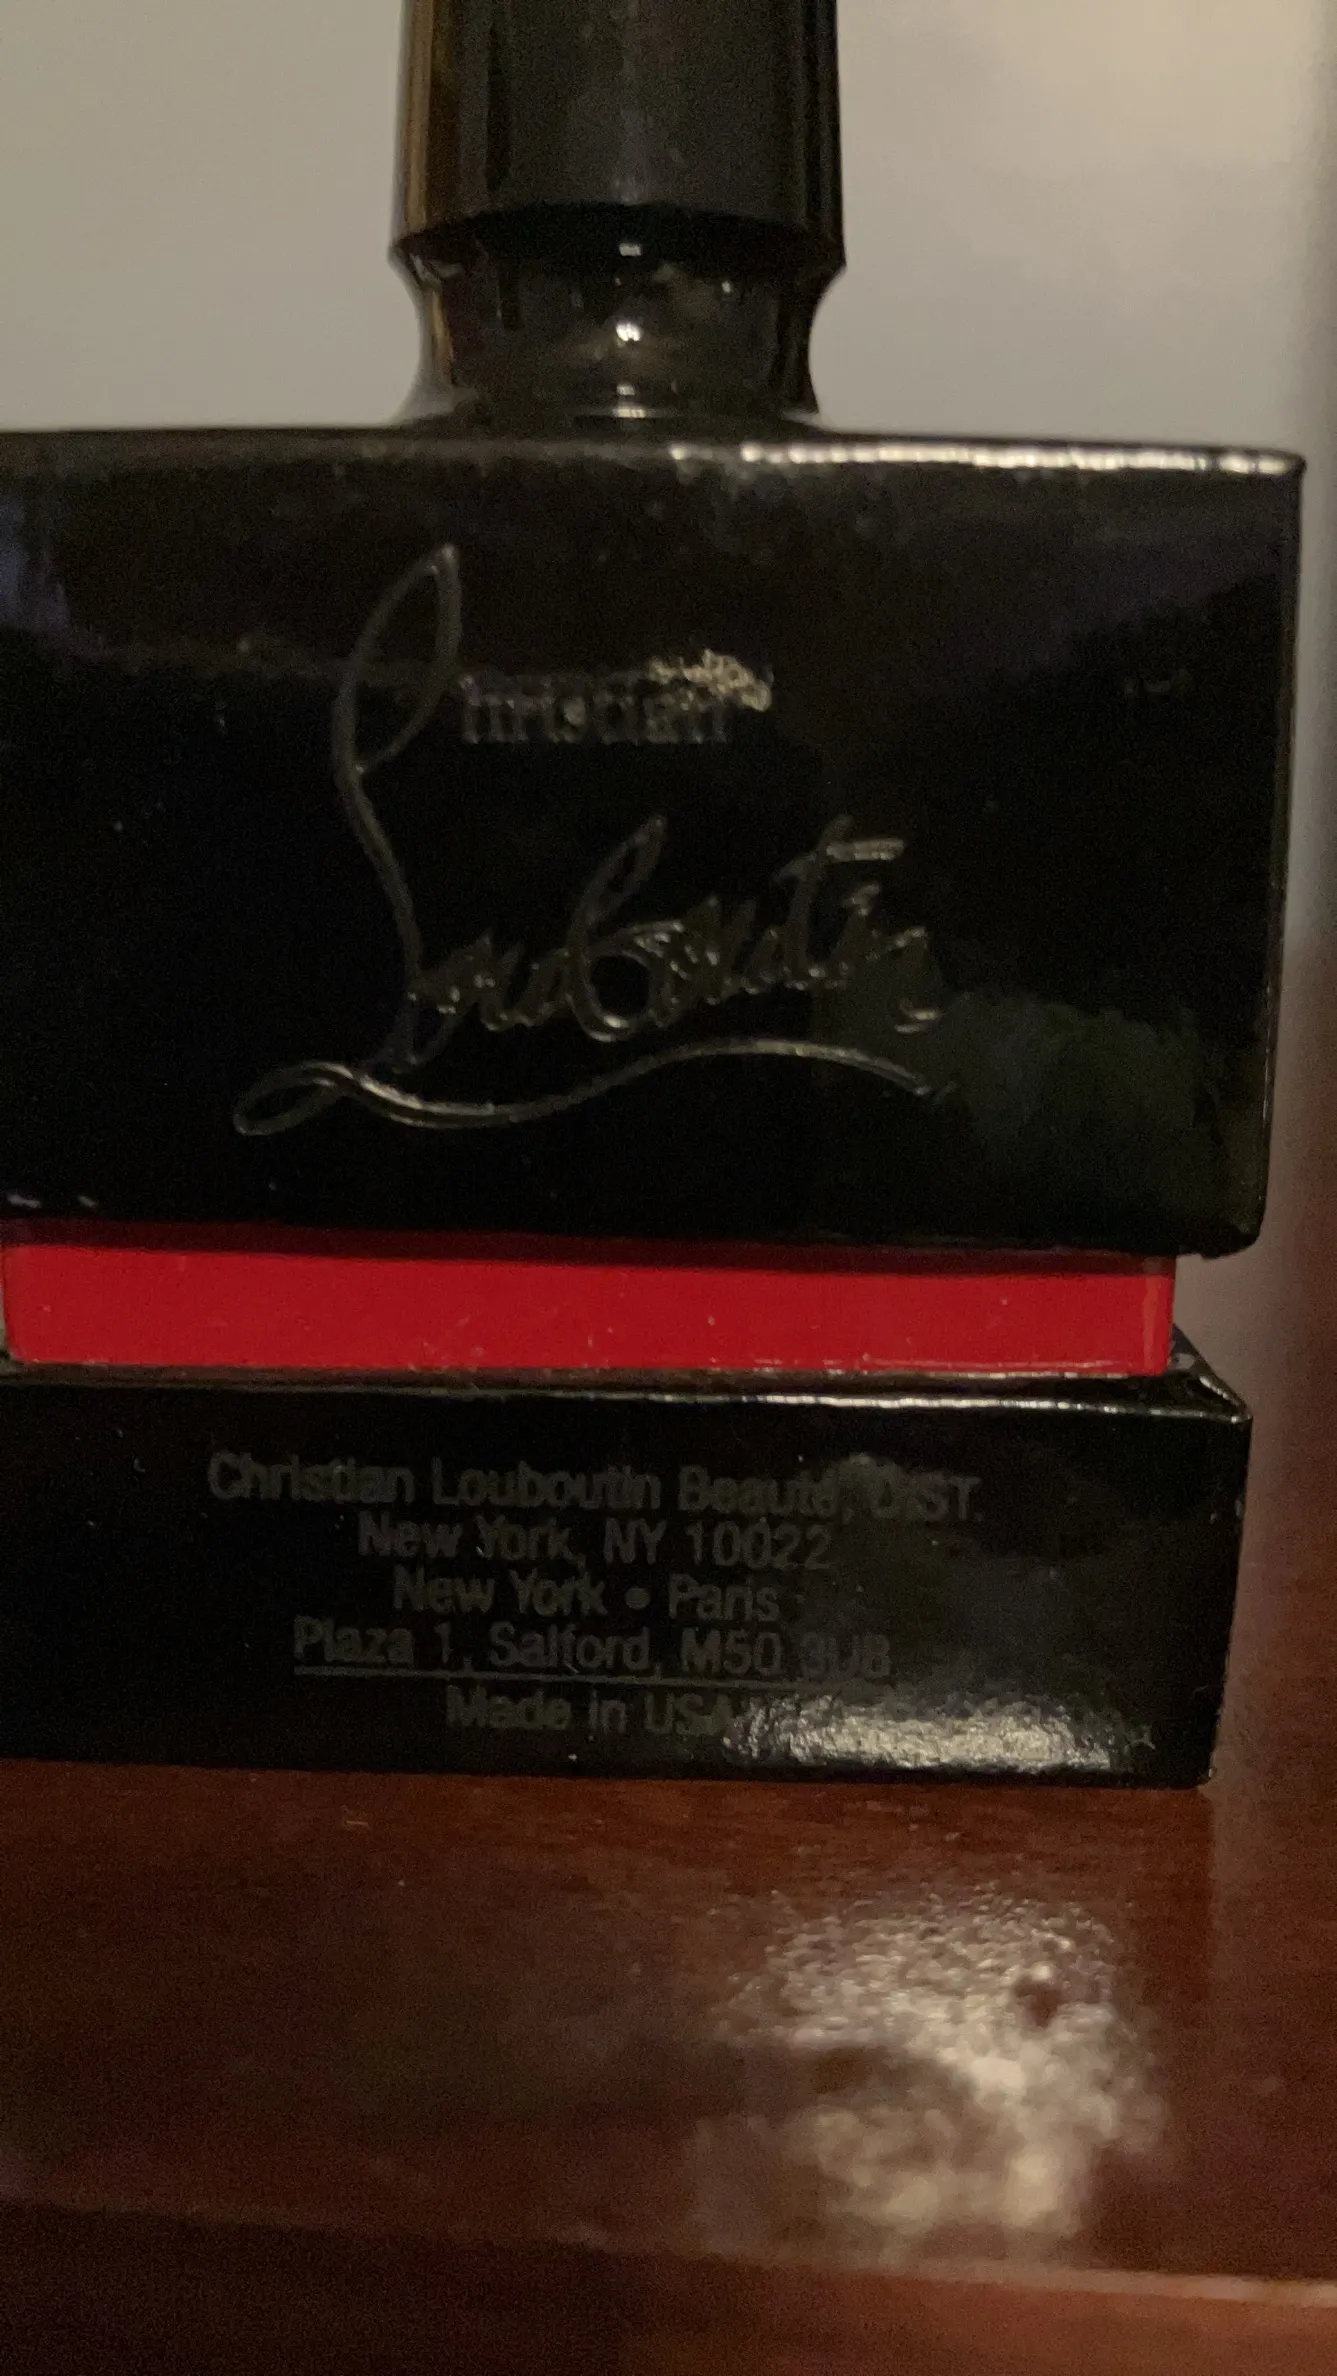 Christian
Louboutin
Christian Louboutin Beauté, DIST.
New York, NY 10022
New York • Paris
Plaza 1, Salford, M50 3UB
Made in USA